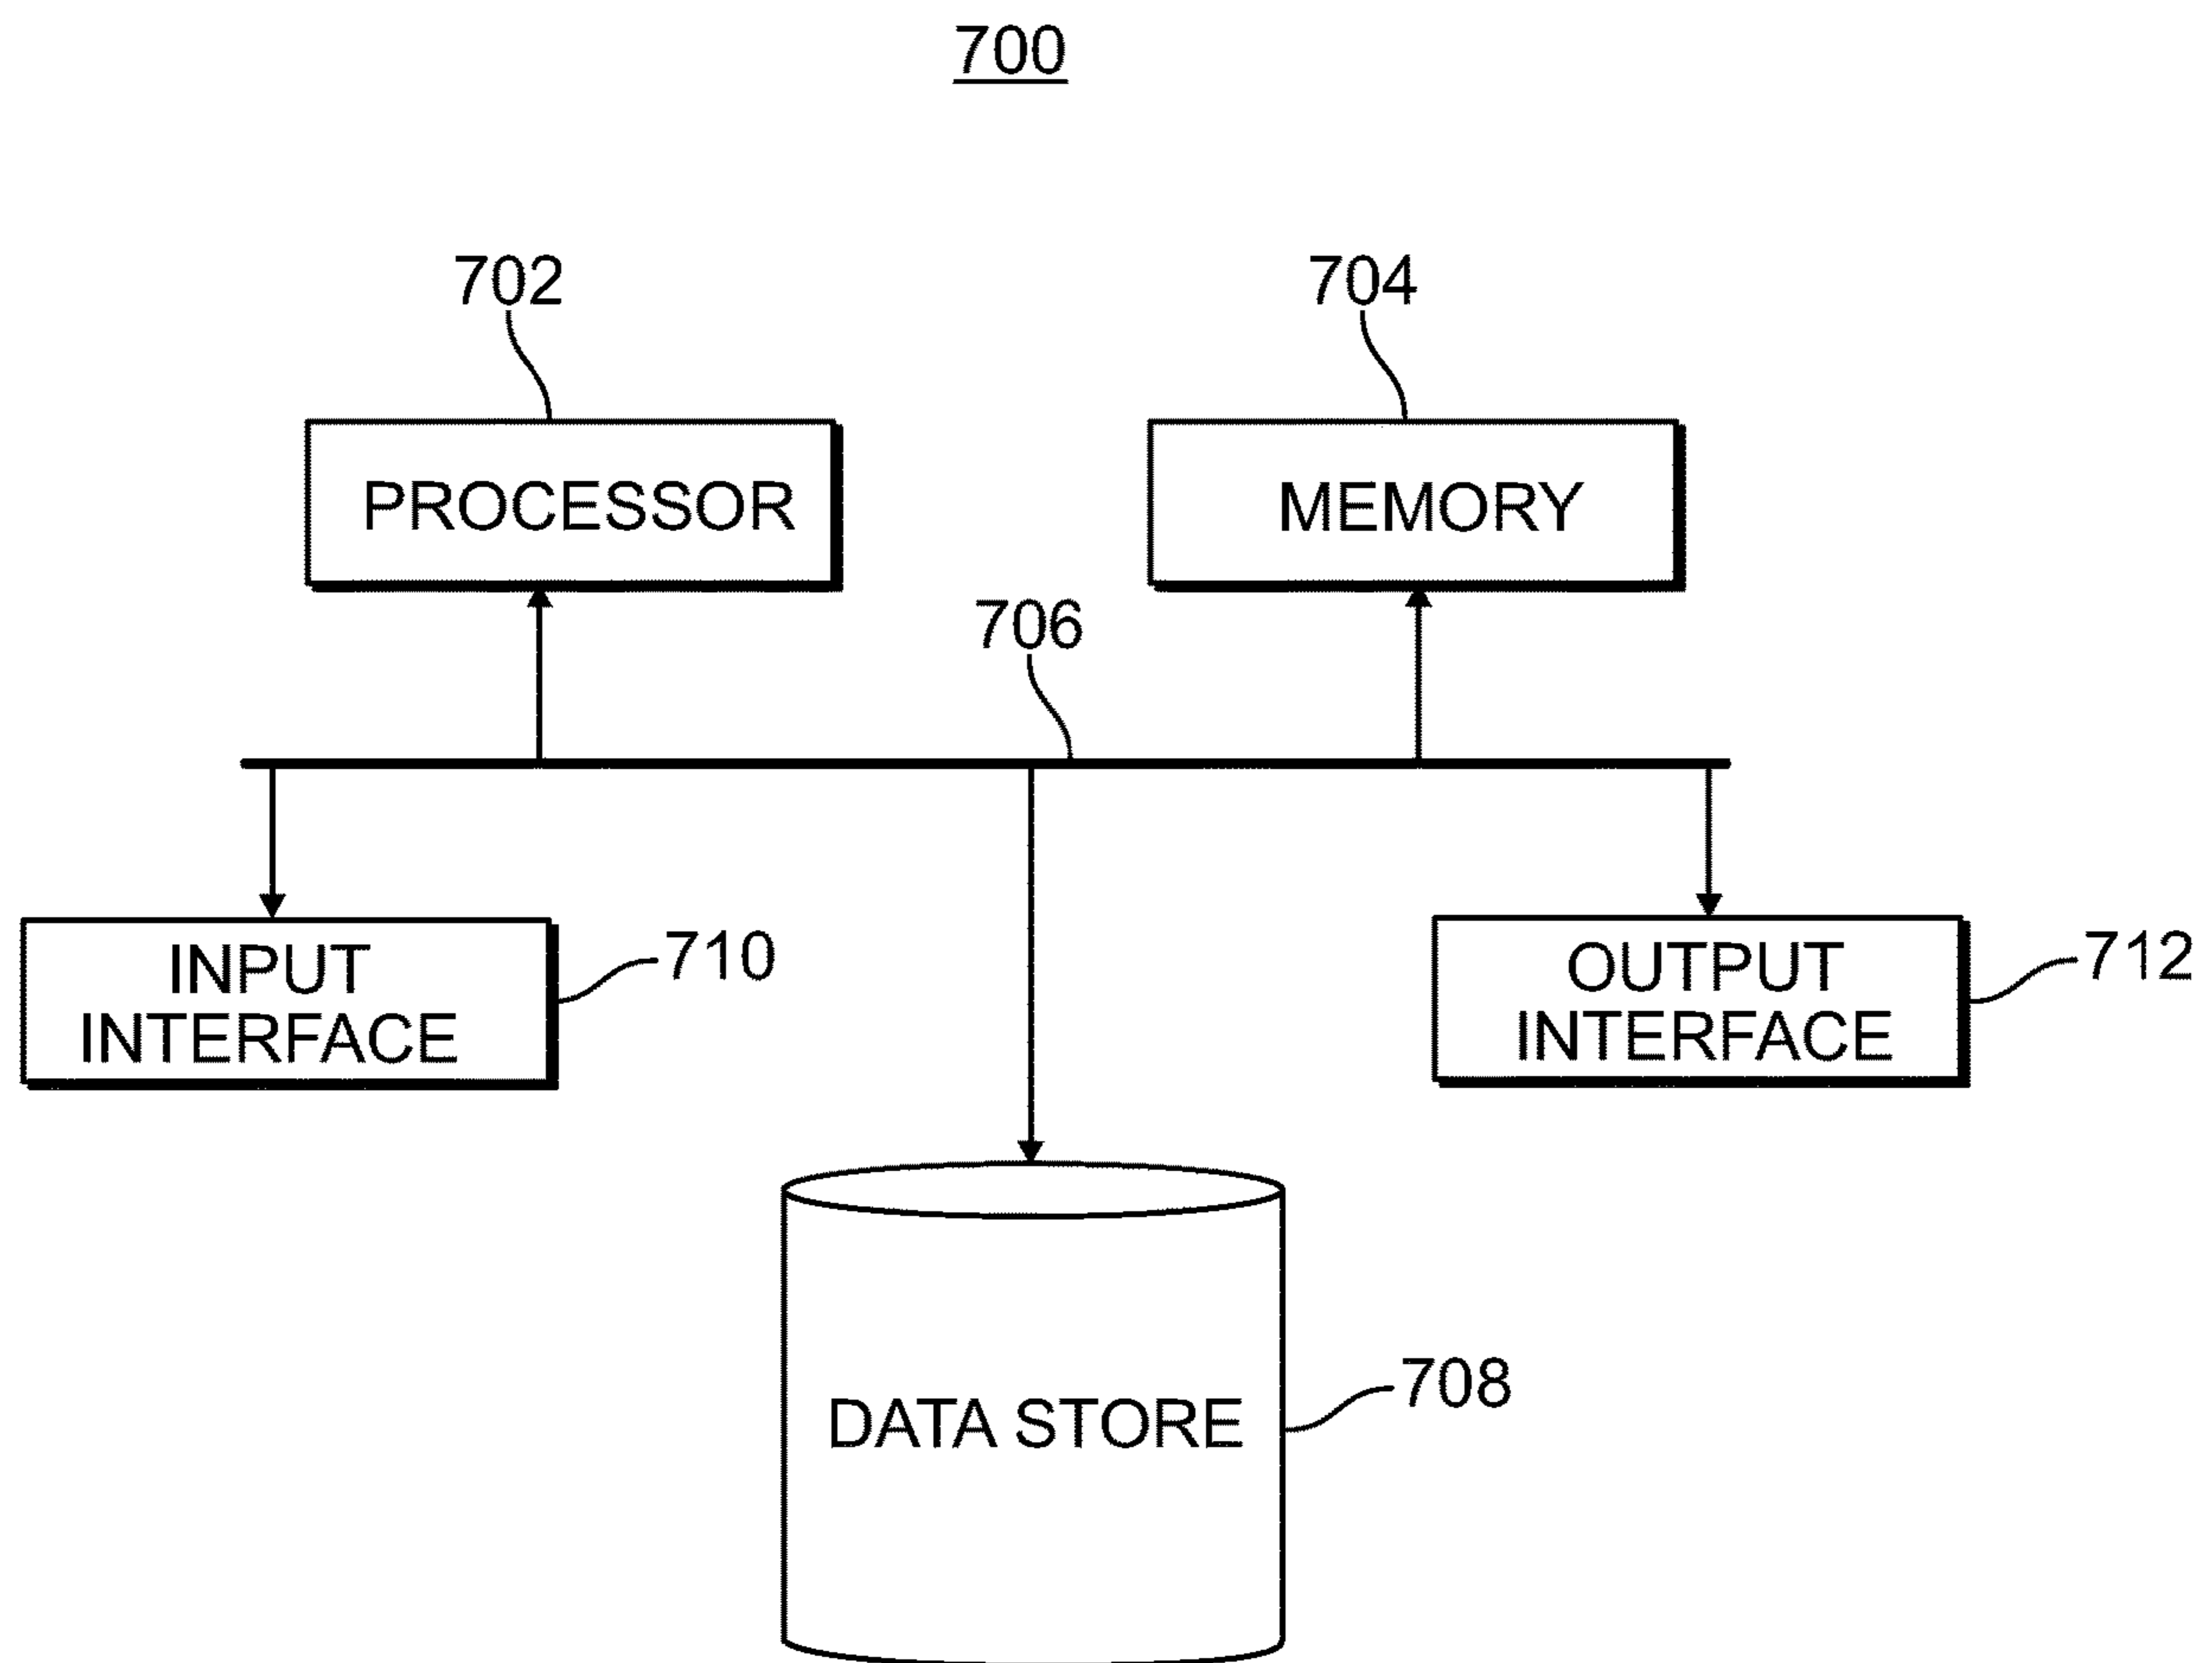 700
702
704
PROCESSOR
MEMORY
706
INPUT
INTERFACE
710
OUTPUT
INTERFACE
712
DATA STORE
708